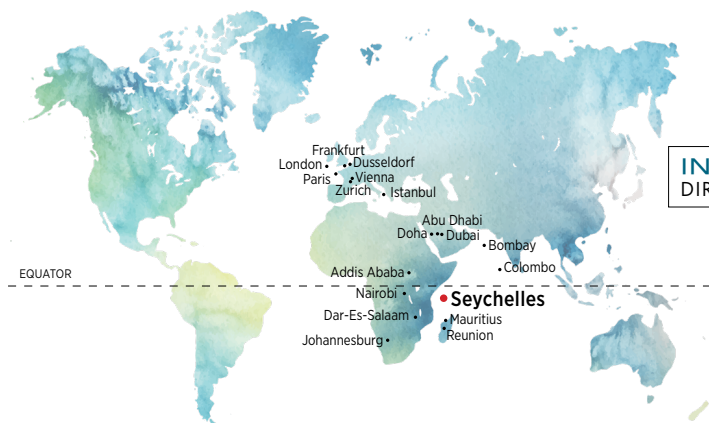 Frankfurt
London
Dusseldorf
Paris
Vienna
Zurich
Istanbul
IN
DIR
Abu Dhabi
Doha
Dubai
Bombay
Addis Ababa
Colombo
EQUATOR
Nairobi
Seychelles
Dar-Es-Salaam
Mauritius
Johannesburg
Reunion